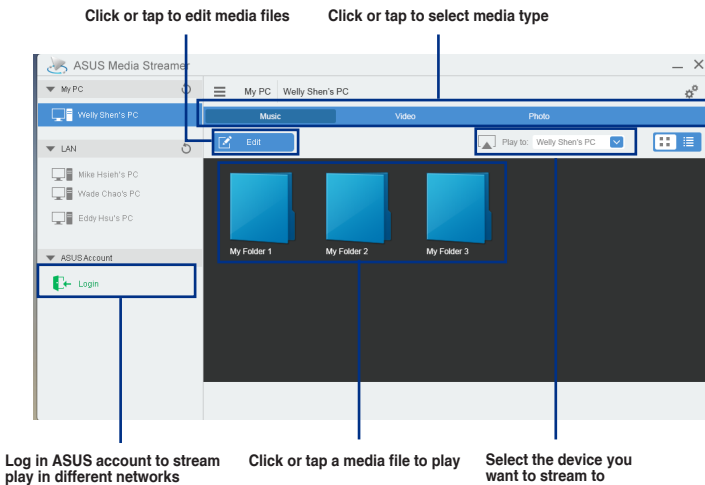 Click or tap to edit media files
Click or tap to select media type
ASUS Media Streamer
My PC
My PC Welly Shen's PC
Welly Shen's PC
Music Video Photo
Edit
Play to: Welly Shen's PC
LAN
Mike Hsieh's PC
Wade Chao's PC
Eddy Hsu's PC
My Folder 1 My Folder 2 My Folder 3
ASUS Account
Login
Log in ASUS account to stream
play in different networks
Click or tap a media file to play
Select the device you
want to stream to